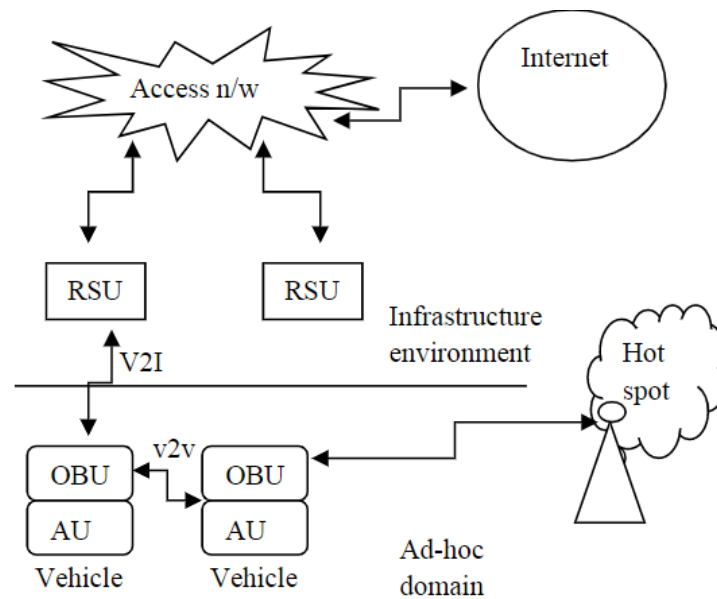 Internet
Access n/w
RSU
RSU
Infrastructure
environment
Hot
spot
V2I
v2v
OBU
OBU
AU
AU
Vehicle
Vehicle
Ad-hoc
domain